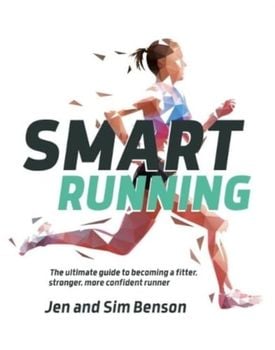 SMART
RUNNING
The ultimate guide to becoming a fitter,
stronger, more confident runner
Jen and Sim Benson